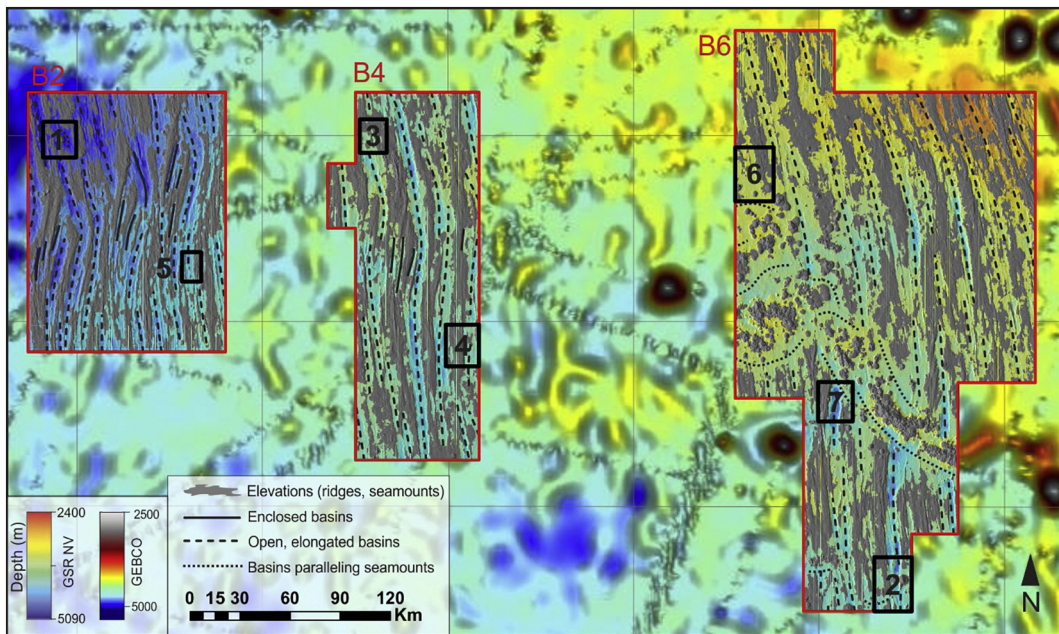 B2
B4
B6
1
3
6
5
4
7
2
Depth (m)
2400
GSR NV
5090
2500
GEBCO
5000
Elevations (ridges, seamounts)
Enclosed basins
Open, elongated basins
Basins paralleling seamounts
0 15 30 60 90 120
Km
N